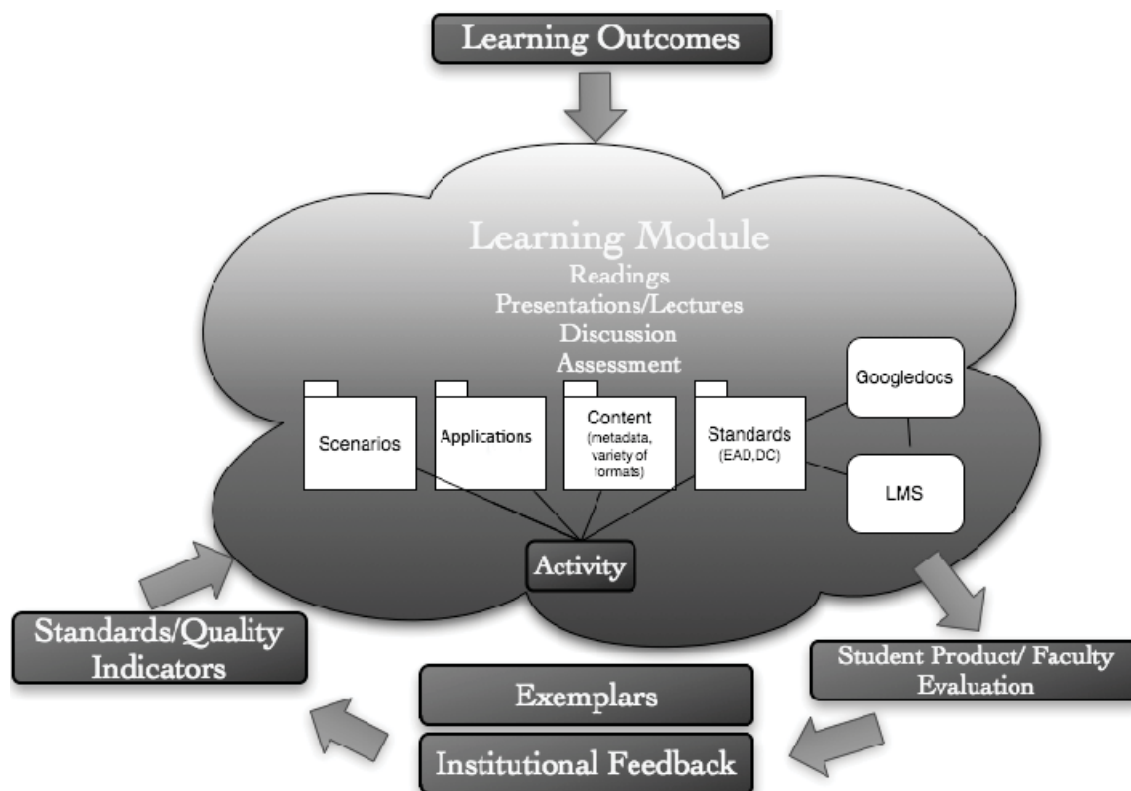 Learning Outcomes
Learning Module
Readings
Presentations/Lectures
Discussion
Assessment
Googledocs
Scenarios
Applications
Content
(metadata,
variety of
formats)
Standards
(EAD,DC)
LMS
Activity
Standards/Quality
Indicators
Student Product/ Faculty
Evaluation
Exemplars
Institutional Feedback